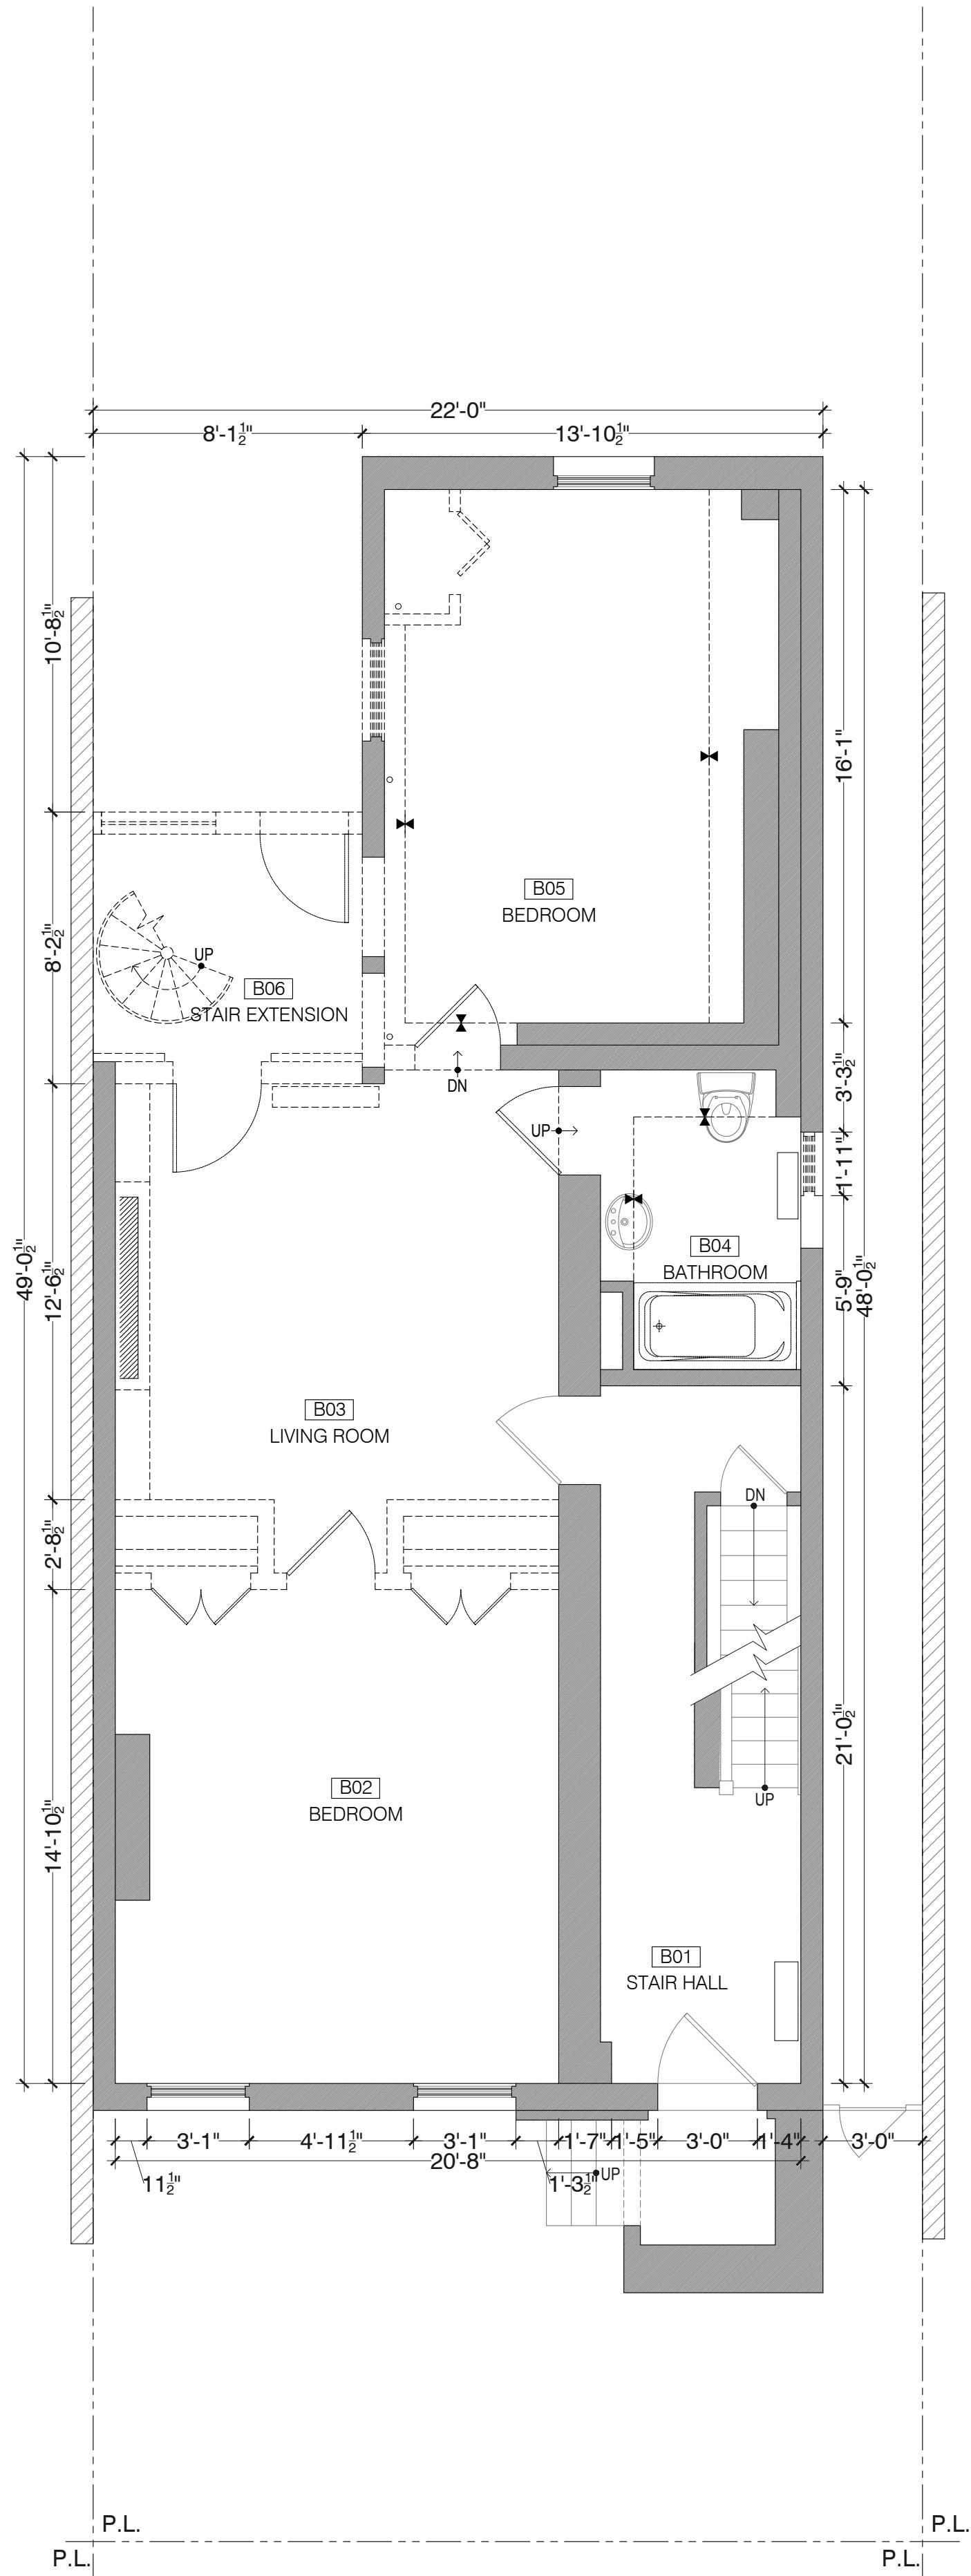 22'-0"
8'-1½"
13'-10½"
10'-8½"
16'-1"
B05
BEDROOM
8'-2½"
UP
B06
STAIR EXTENSION
DN
3'-3½"
UP
1'-11"
49'-0½"
12'-6½"
B04
BATHROOM
5'-9"
48'-0½"
B03
LIVING ROOM
DN
2'-8½"
21'-0½"
B02
BEDROOM
UP
14'-10½"
B01
STAIR HALL
3'-1"
4'-11½"
3'-1"
1'-7"
1'-5"
3'-0"
1'-4"
3'-0"
20'-8"
11½"
1'-3½"
UP
P.L.
P.L.
P.L.
P.L.